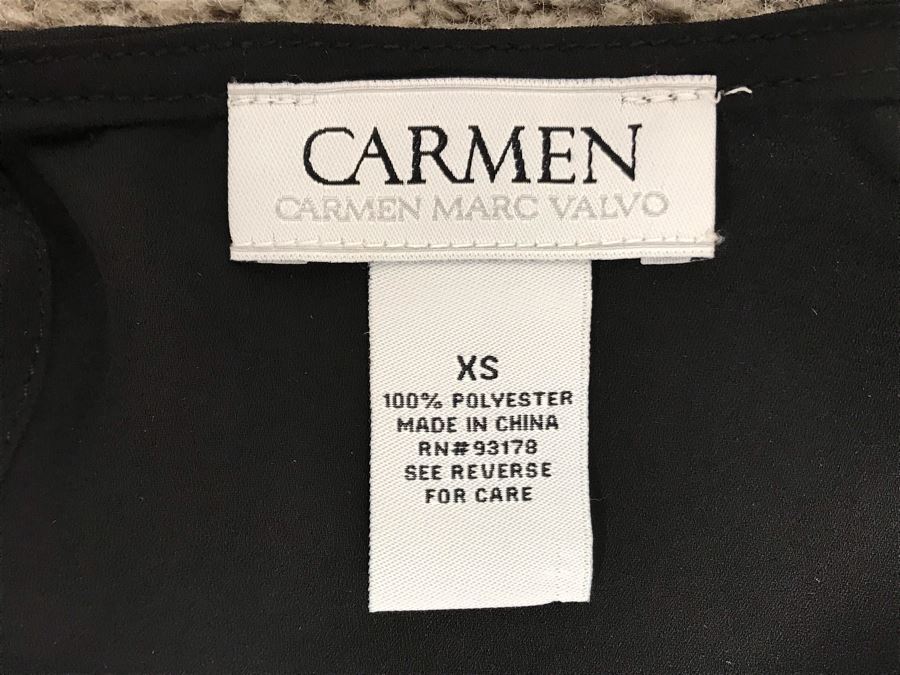 CARMEN
CARMEN MARC VALVO
XS
100% POLYESTER
MADE IN CHINA
RN#93178
SEE REVERSE
FOR CARE